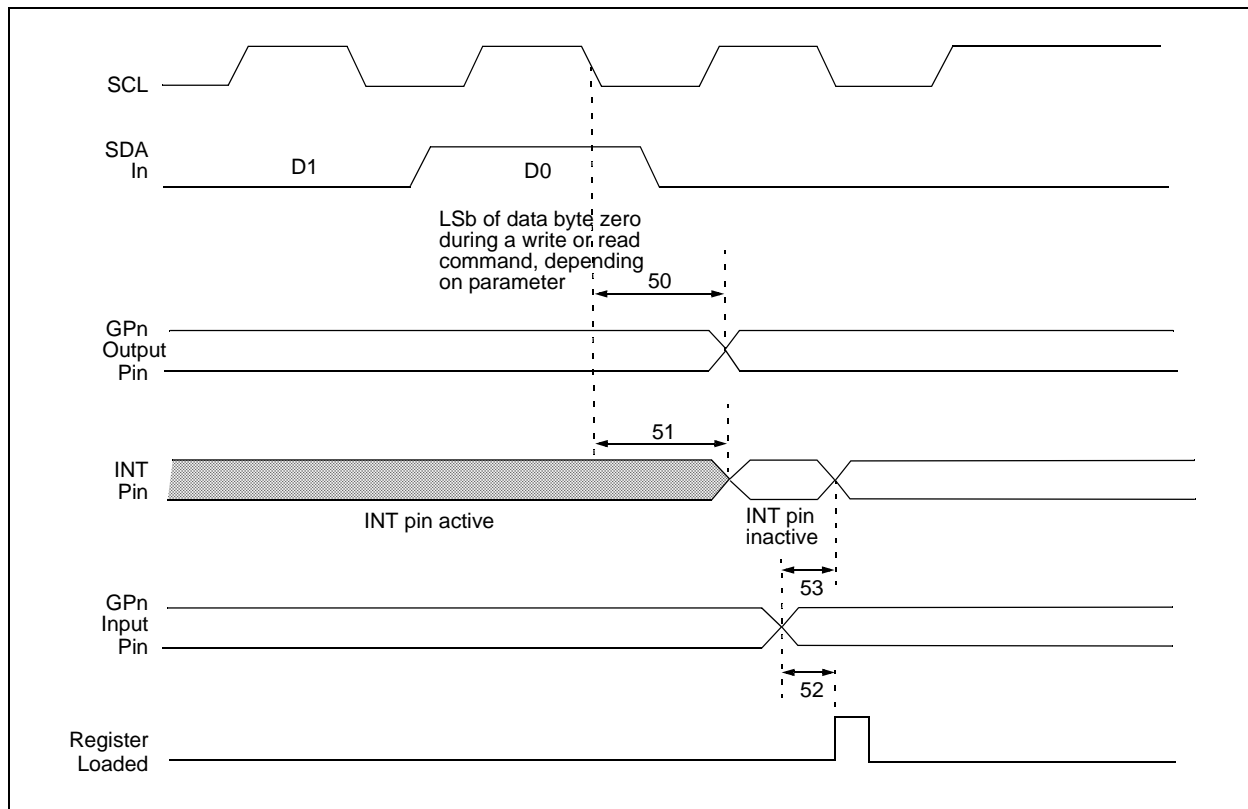 SCL
SDA
In
D1
D0
LSb of data byte zero
during a write or read
command, depending
on parameter
50
GPn
Output
Pin
51
INT
Pin
INT pin active
INT pin
inactive
53
GPn
Input
Pin
52
Register
Loaded